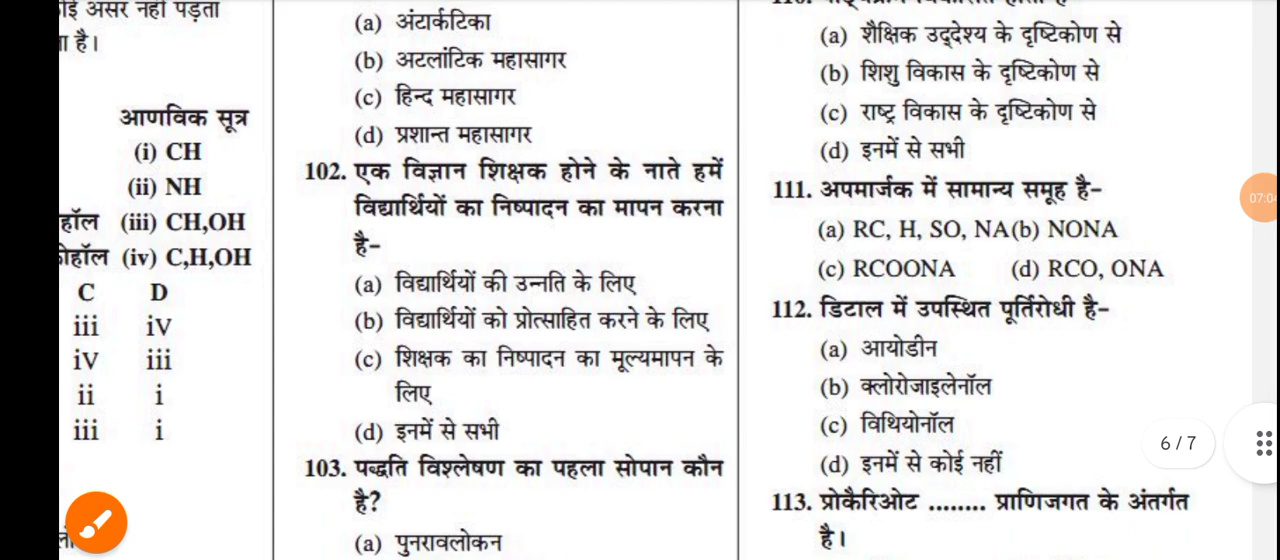 असर नहीं पड़ता
है।
आणविक सूत्र
(i) CH
(ii) NH
हॉल (iii) CH,OH
(iv) C,H,OH
C D
iii iv
iv iii
ii i
iii i
(a) अंटार्कटिका
(b) अटलांटिक महासागर
(c) हिन्द महासागर
(d) प्रशान्त महासागर
102. एक विज्ञान शिक्षक होने के नाते हमें
विद्यार्थियों का निष्पादन का मापन करना
है–
(a) विद्यार्थियों की उन्नति के लिए
(b) विद्यार्थियों को प्रोत्साहित करने के लिए
(c) शिक्षक का निष्पादन का मूल्यमापन के
लिए
(d) इनमें से सभी
103. पद्धति विश्लेषण का पहला सोपान कौन
है?
(a) पुनरावलोकन
(a) शैक्षिक उद्देश्य के दृष्टिकोण से
(b) शिशु विकास के दृष्टिकोण से
(c) राष्ट्र विकास के दृष्टिकोण से
(d) इनमें से सभी
111. अपमार्जक में सामान्य समूह है–
(a) RC, H, SO, NA(b) NONA
(c) RCOONA (d) RCO, ONA
112. डिटाल में उपस्थित पूर्तिरोधी है–
(a) आयोडीन
(b) क्लोरोजाइलेनॉल
(c) विथियोनॉल
(d) इनमें से कोई नहीं
113. प्रोकैरिओट ........ प्राणिजगत के अंतर्गत
है।
6 / 7